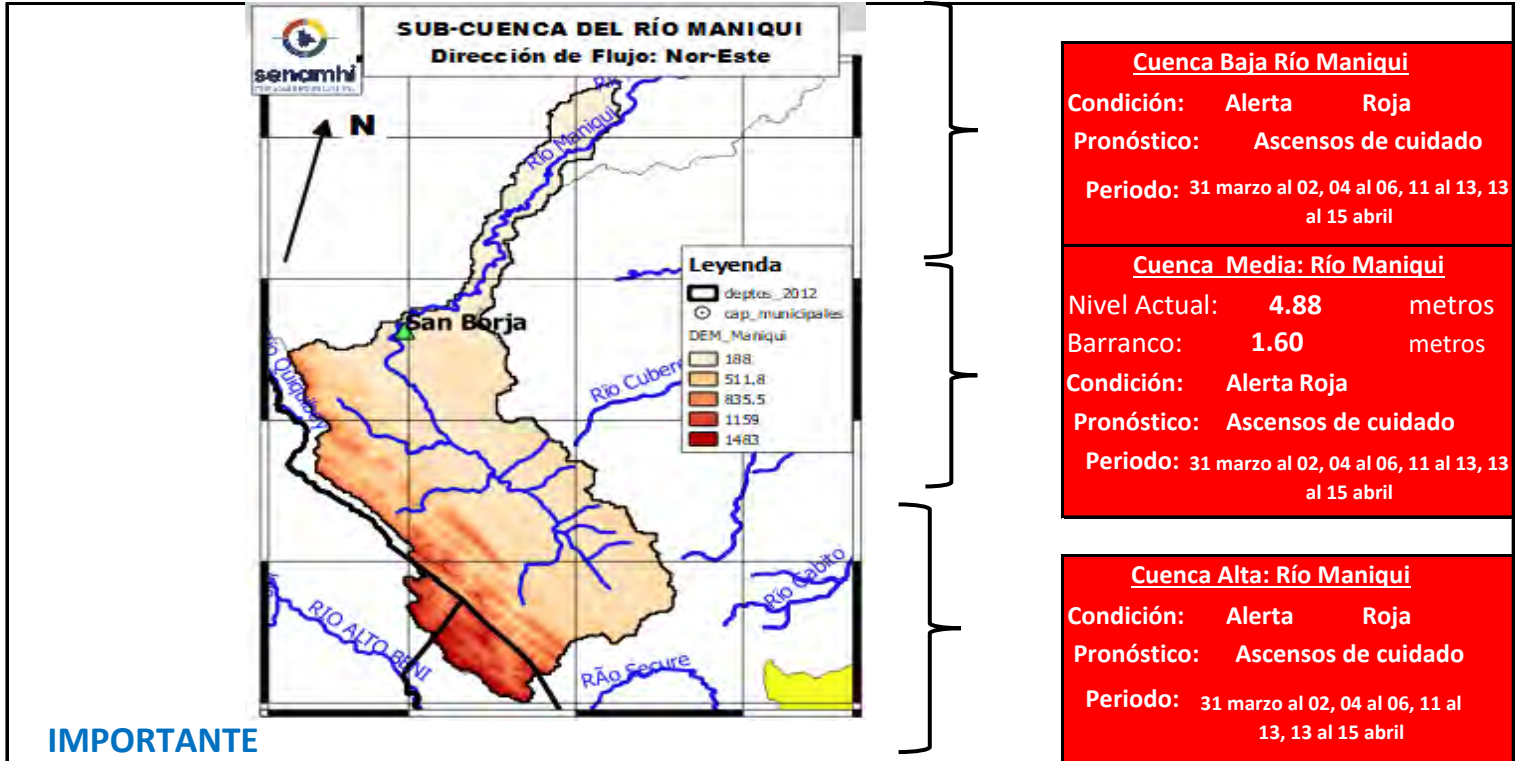 SUB-CUENCA DEL RÍO MANIQUI
Dirección de Flujo: Nor-Este
senamhi
N
Río Maniqui
San Borja
Río Quiquibey
Río Cubere
Río Cabito
RIO ALTO BENI
RÃo Secure
Leyenda
deptos_2012
cap_municipales
DEM_Maniqui
188
511.8
835.5
1159
1483
Cuenca Baja Río Maniqui
Condición: Alerta Roja
Pronóstico: Ascensos de cuidado
Periodo: 31 marzo al 02, 04 al 06, 11 al 13, 13
al 15 abril
Cuenca Media: Río Maniqui
Nivel Actual: 4.88 metros
Barranco: 1.60 metros
Condición: Alerta Roja
Pronóstico: Ascensos de cuidado
Periodo: 31 marzo al 02, 04 al 06, 11 al 13, 13
al 15 abril
Cuenca Alta: Río Maniqui
Condición: Alerta Roja
Pronóstico: Ascensos de cuidado
Periodo: 31 marzo al 02, 04 al 06, 11 al
13, 13 al 15 abril
IMPORTANTE